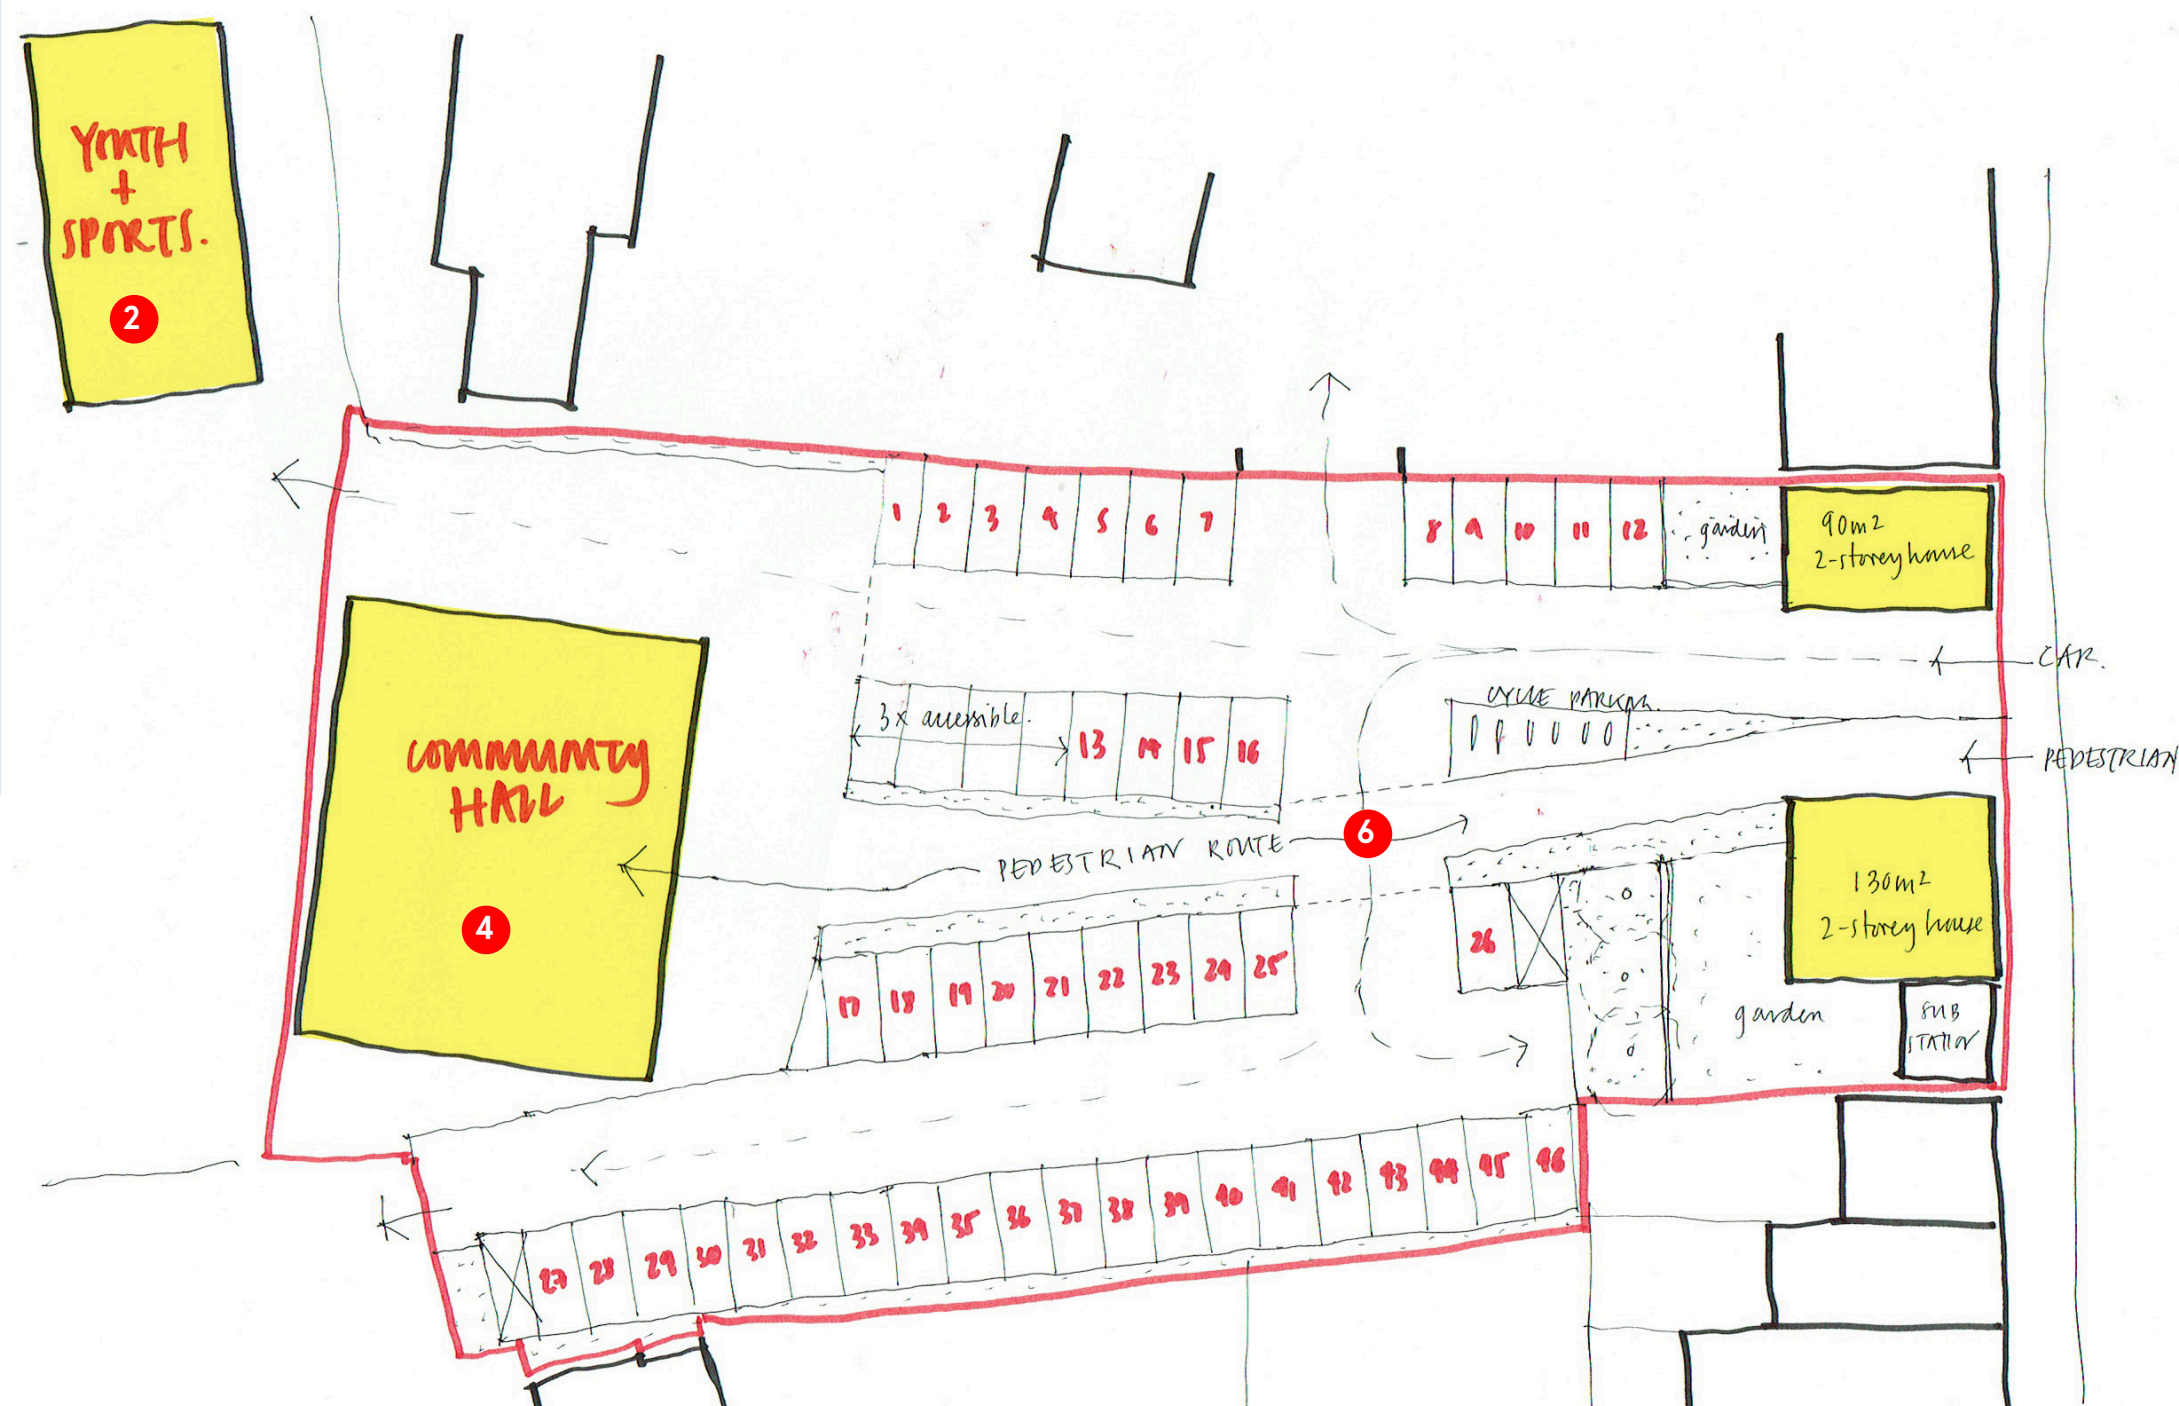 YOUTH
+
SPORTS.
2
1 2 3 4 5 6 7
8 9 10 11 12
garden
90m2
2-storey house
CAR.
CYCLE PARKING
3x accessible.
13 14 15 16
PEDESTRIAN
COMMUNITY
HALL
4
PEDESTRIAN ROUTE
6
130m2
2-storey house
26
17 18 19 20 21 22 23 24 25
garden
SUB
STATION
27 28 29 30 31 32 33 34 35 36 37 38 39 40 41 42 43 44 45 46